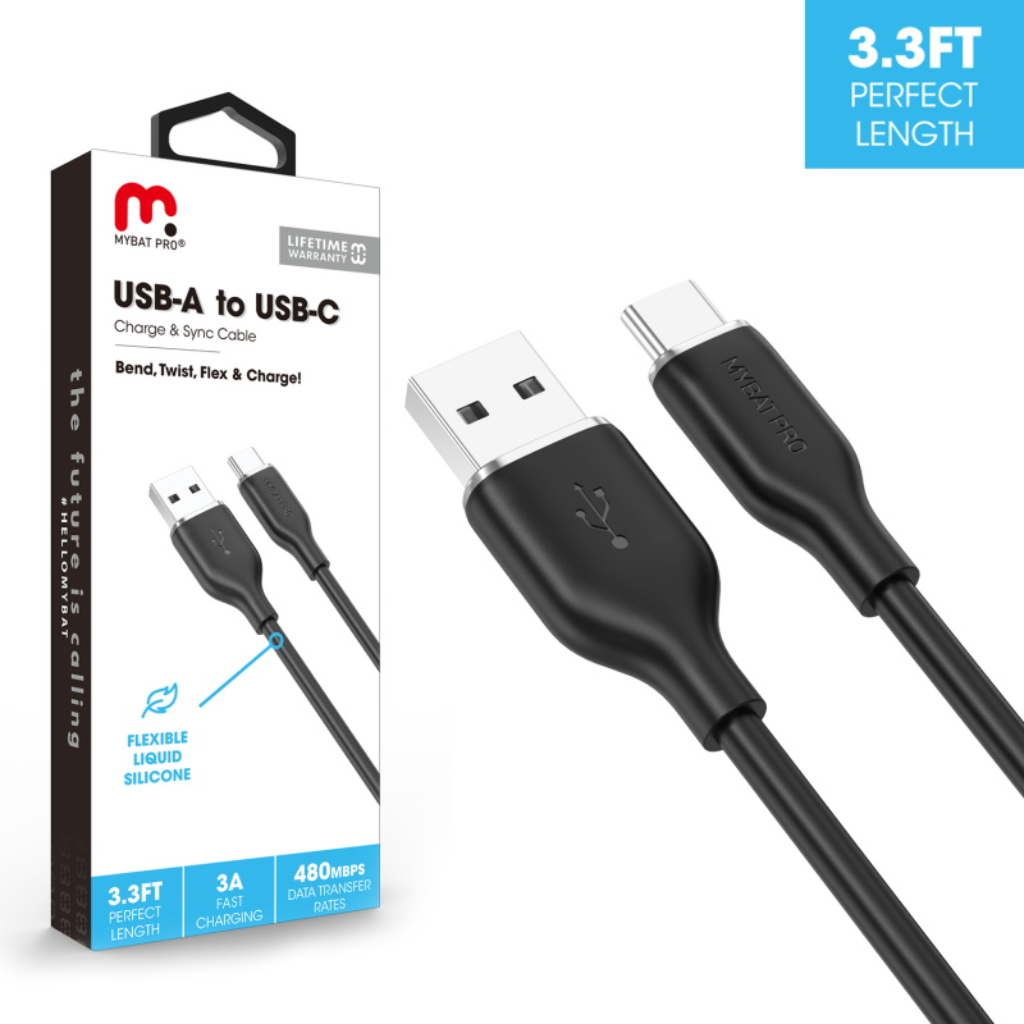 3.3FT
PERFECT
LENGTH
MYBAT PRO®
LIFETIME
WARRANTY
USB-A to USB-C
Charge & Sync Cable
Bend, Twist, Flex & Charge!
the future is calling
#HELLOMYBAT
FLEXIBLE
LIQUID
SILICONE
3.3FT
PERFECT
LENGTH
3A
FAST
CHARGING
480MBPS
DATA TRANSFER
RATES
MYBAT PRO